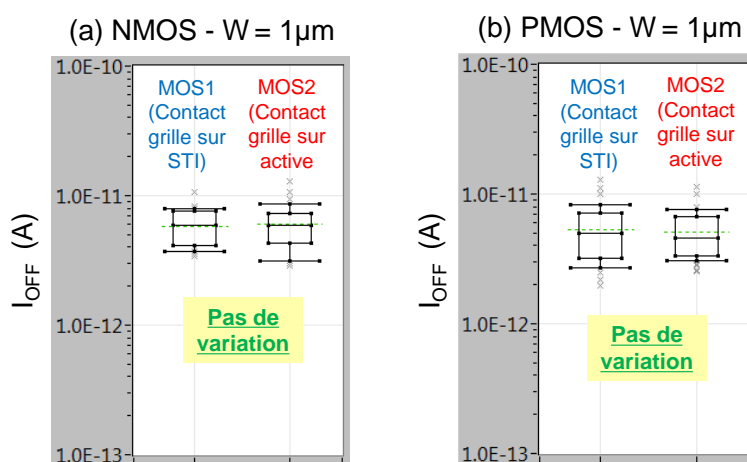 (a) NMOS - W = 1µm
1.0E-10
MOS1
(Contact
grille sur
STI)
MOS2
(Contact
grille sur
active
1.0E-11
IOFF (A)
1.0E-12
Pas de
variation
1.0E-13
(b) PMOS - W = 1µm
1.0E-10
MOS1
(Contact
grille sur
STI)
MOS2
(Contact
grille sur
active
1.0E-11
IOFF (A)
1.0E-12
Pas de
variation
1.0E-13